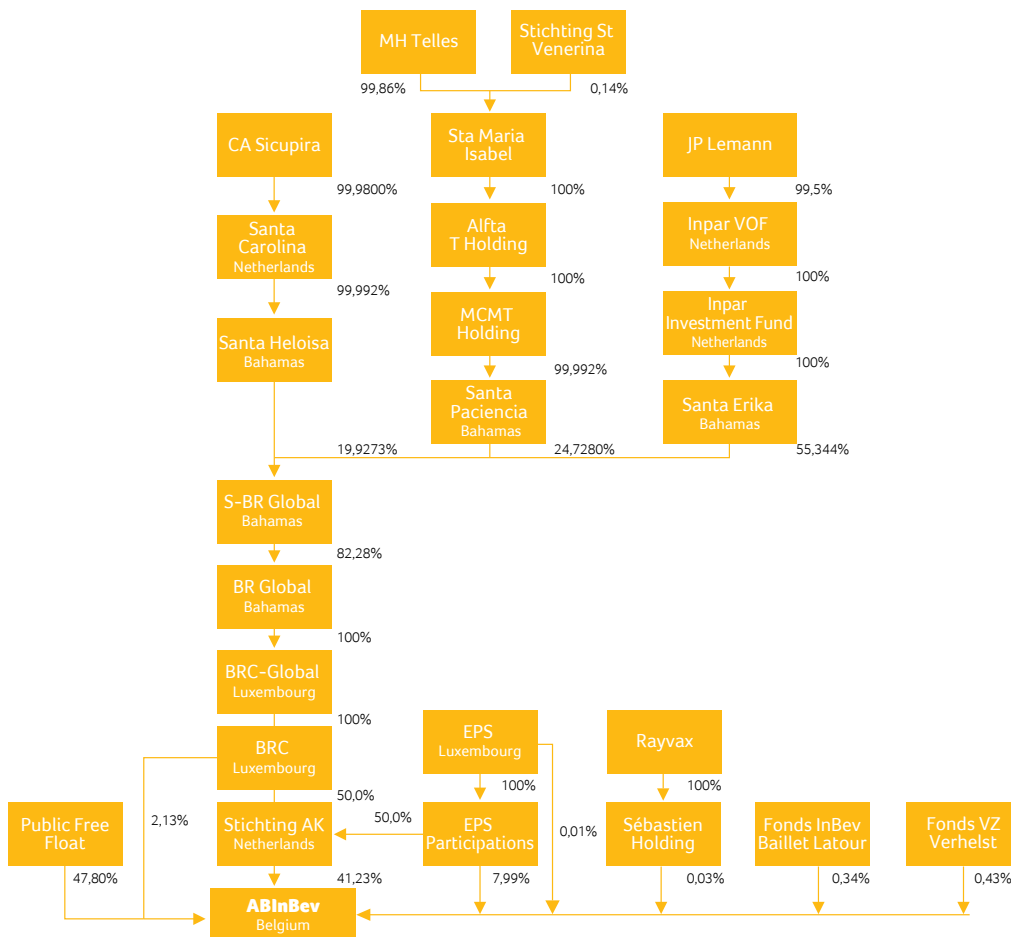 MH Telles
Stichting St
Venerina
99,86%
0,14%
CA Sicupira
Sta Maria
Isabel
JP Lemann
99,9800%
100%
99,5%
Santa
Carolina
Netherlands
Alfta
T Holding
Inpar VOF
Netherlands
99,992%
100%
100%
Santa Heloisa
Bahamas
MCMT
Holding
Inpar
Investment Fund
Netherlands
99,992%
100%
Santa
Paciencia
Bahamas
Santa Erika
Bahamas
19,9273%
24,7280%
55,344%
S-BR Global
Bahamas
82,28%
BR Global
Bahamas
100%
BRC-Global
Luxembourg
100%
BRC
Luxembourg
EPS
Luxembourg
Rayvax
50,0%
100%
100%
Public Free
Float
2,13%
Stichting AK
Netherlands
50,0%
EPS
Participations
0,01%
Sébastien
Holding
Fonds InBev
Baillet Latour
Fonds VZ
Verhelst
47,80%
41,23%
7,99%
0,03%
0,34%
0,43%
ABInBev
Belgium